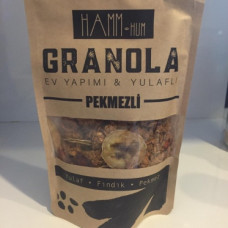 HAMM-HUM
GRANOLA
EV YAPIMI & YULAFLI
PEKMEZLİ
Yulaf • Fındık • Pekmez